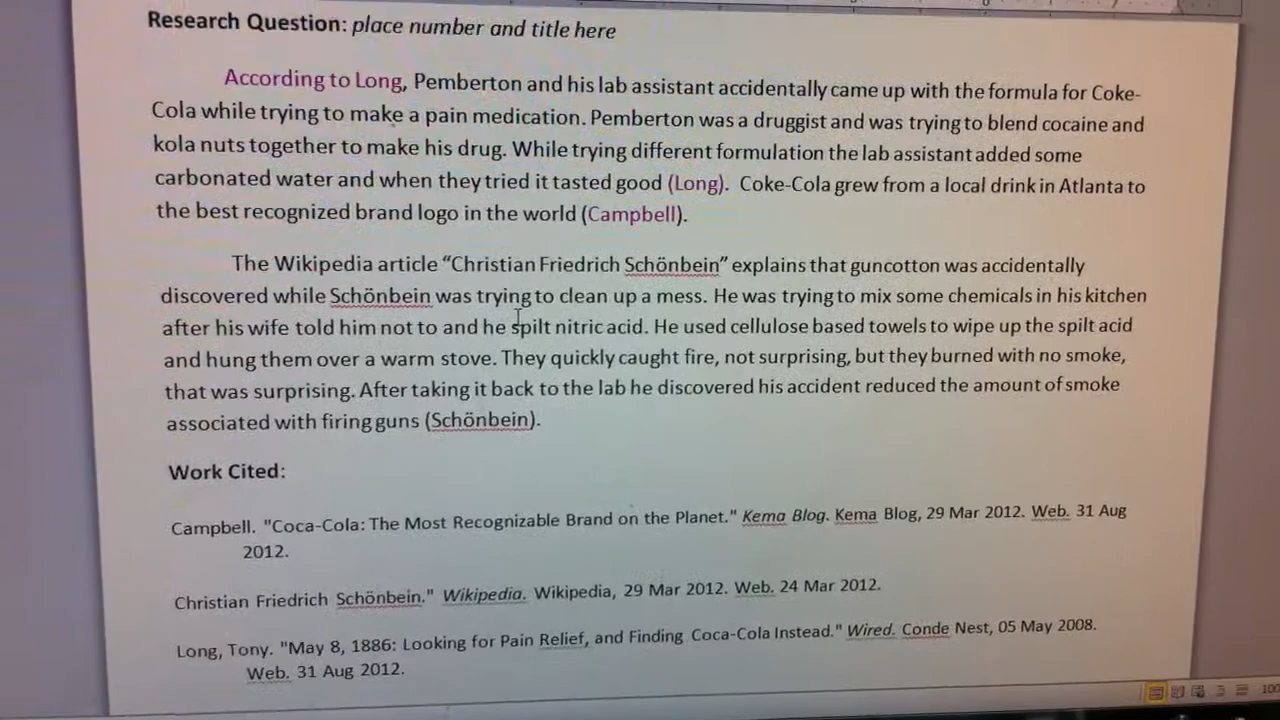 Research Question: place number and title here
According to Long, Pemberton and his lab assistant accidentally came up with the formula for Coke-
Cola while trying to make a pain medication. Pemberton was a druggist and was trying to blend cocaine and
kola nuts together to make his drug. While trying different formulation the lab assistant added some
carbonated water and when they tried it tasted good (Long). Coke-Cola grew from a local drink in Atlanta to
the best recognized brand logo in the world (Campbell).
The Wikipedia article “Christian Friedrich Schönbein” explains that guncotton was accidentally
discovered while Schönbein was trying to clean up a mess. He was trying to mix some chemicals in his kitchen
after his wife told him not to and he spilt nitric acid. He used cellulose based towels to wipe up the spilt acid
and hung them over a warm stove. They quickly caught fire, not surprising, but they burned with no smoke,
that was surprising. After taking it back to the lab he discovered his accident reduced the amount of smoke
associated with firing guns (Schönbein).
Work Cited:
Campbell. "Coca-Cola: The Most Recognizable Brand on the Planet." Kema Blog. Kema Blog, 29 Mar 2012. Web. 31 Aug
2012.
Christian Friedrich Schönbein." Wikipedia. Wikipedia, 29 Mar 2012. Web. 24 Mar 2012.
Long, Tony. "May 8, 1886: Looking for Pain Relief, and Finding Coca-Cola Instead." Wired. Conde Nest, 05 May 2008.
Web. 31 Aug 2012.
100